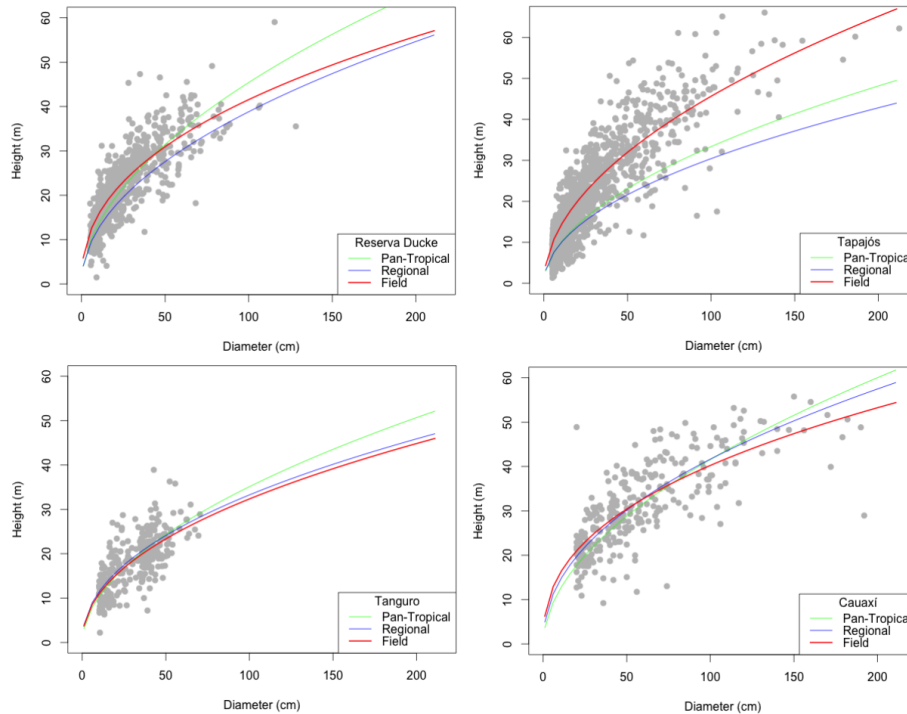 60
50
40
30
20
10
0
Height (m)
Reserva Ducke
Pan-Tropical
Regional
Field
0 50 100 150 200
Diameter (cm)
60
50
40
30
20
10
0
Height (m)
Tapajós
Pan-Tropical
Regional
Field
0 50 100 150 200
Diameter (cm)
60
50
40
30
20
10
0
Height (m)
Tanguro
Pan-Tropical
Regional
Field
0 50 100 150 200
Diameter (cm)
60
50
40
30
20
10
0
Height (m)
Cauaxí
Pan-Tropica
Regional
Field
0 50 100 150 200
Diameter (cm)